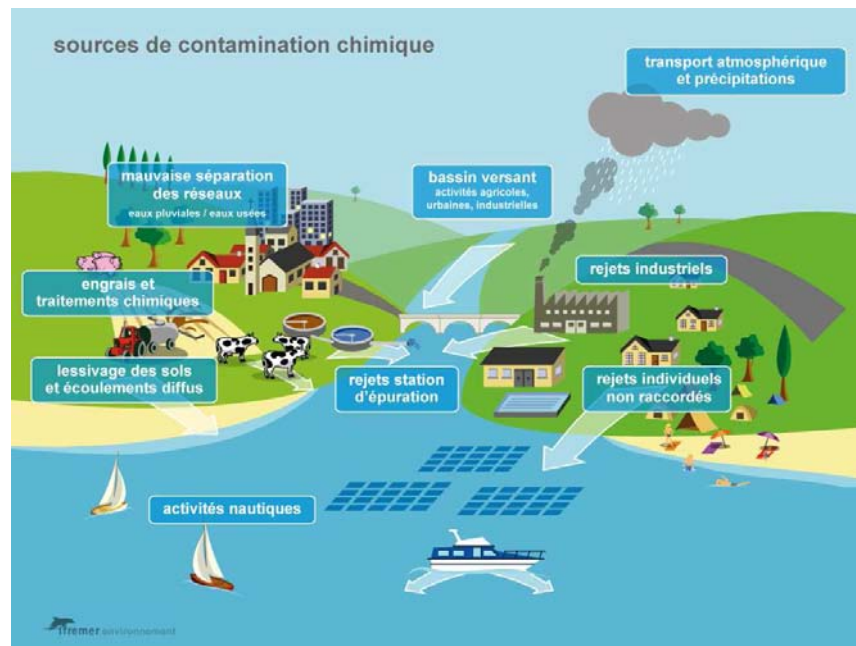 sources de contamination chimique
transport atmosphérique
et précipitations
mauvaise séparation
des réseaux
eaux pluviales / eaux usées
bassin versant
activités agricoles,
urbaines, industrielles
engrais et
traitements chimiques
rejets industriels
lessivage des sols
et écoulements diffus
rejets station
d'épuration
rejets individuels
non raccordés
activités nautiques
ifremer environnement